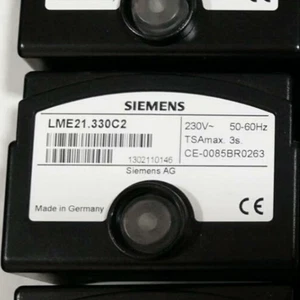 SIEMENS
LME21.330C2
230V~ 50-60Hz
TSAmax. 3s.
CE-0085BR0263
1302110146
Siemens AG
Made in Germany
CE